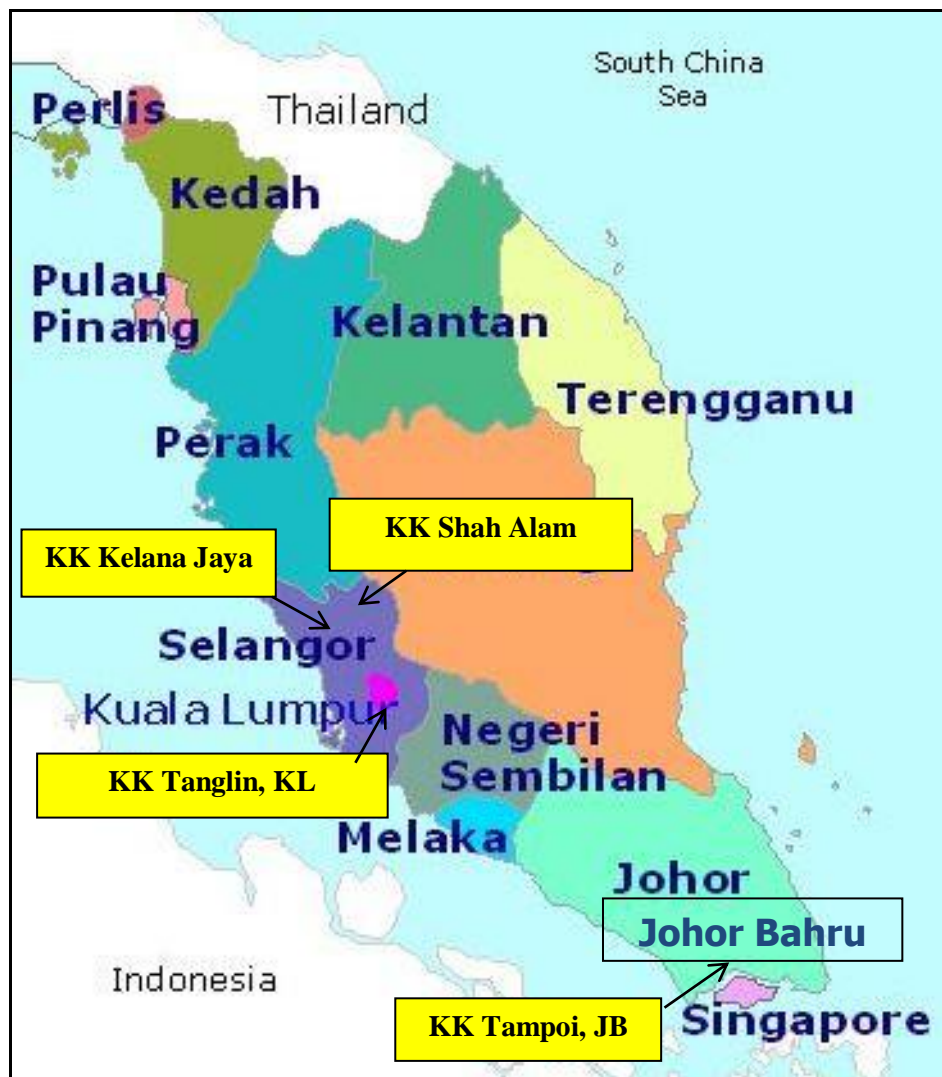 South China
Sea
Perlis
Thailand
Kedah
Pulau
Pinang
Kelantan
Terengganu
Perak
KK Shah Alam
KK Kelana Jaya
Selangor
Kuala Lumpur
Negeri
Sembilan
KK Tanglin, KL
Melaka
Johor
Johor Bahru
Indonesia
KK Tampoi, JB
Singapore